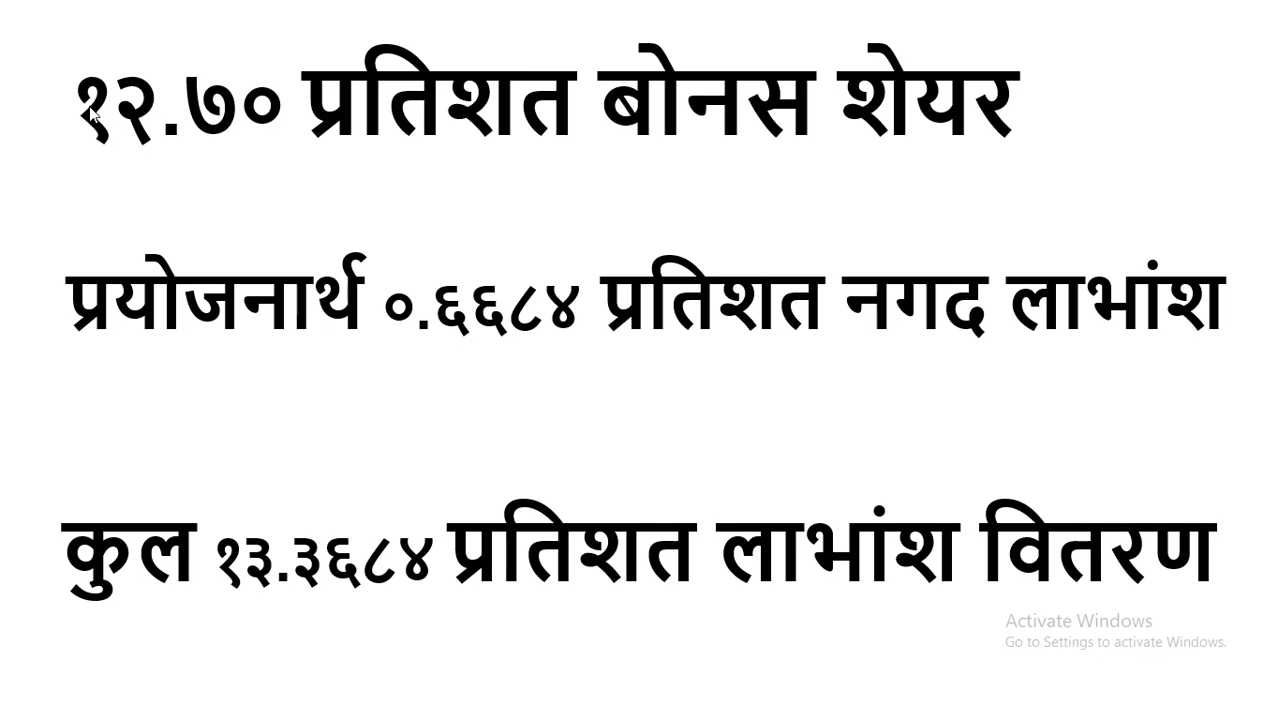 १२.७० प्रतिशत बोनस शेयर
प्रयोजनार्थ ०.६६८४ प्रतिशत नगद लाभांश
कुल १३.३६८४ प्रतिशत लाभांश वितरण
Activate Windows
Go to Settings to activate Windows.